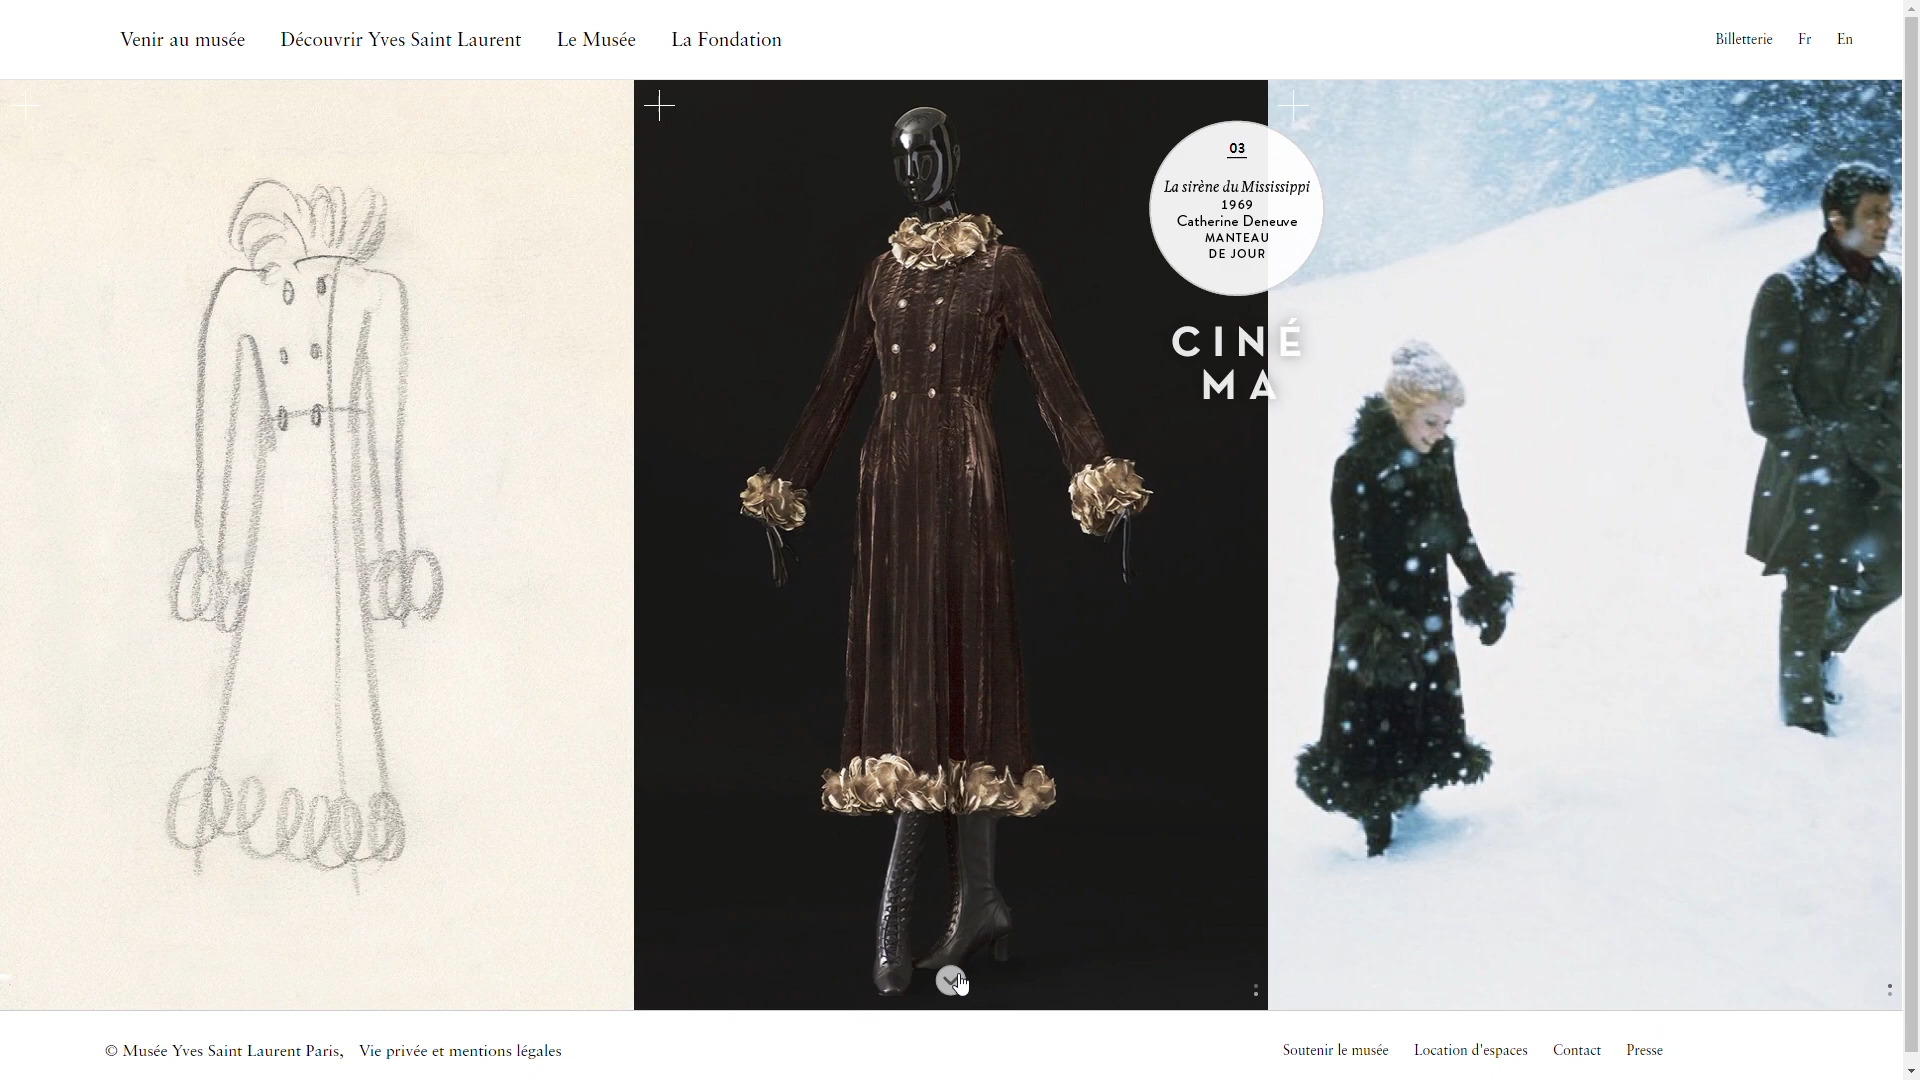 Venir au musée
Découvrir Yves Saint Laurent
Le Musée
La Fondation
Billetterie
Fr
En
03
La sirène du Mississippi
1969
Catherine Deneuve
MANTEAU
DE JOUR
CINÉ
MA
© Musée Yves Saint Laurent Paris,
Vie privée et mentions légales
Soutenir le musée
Location d'espaces
Contact
Presse